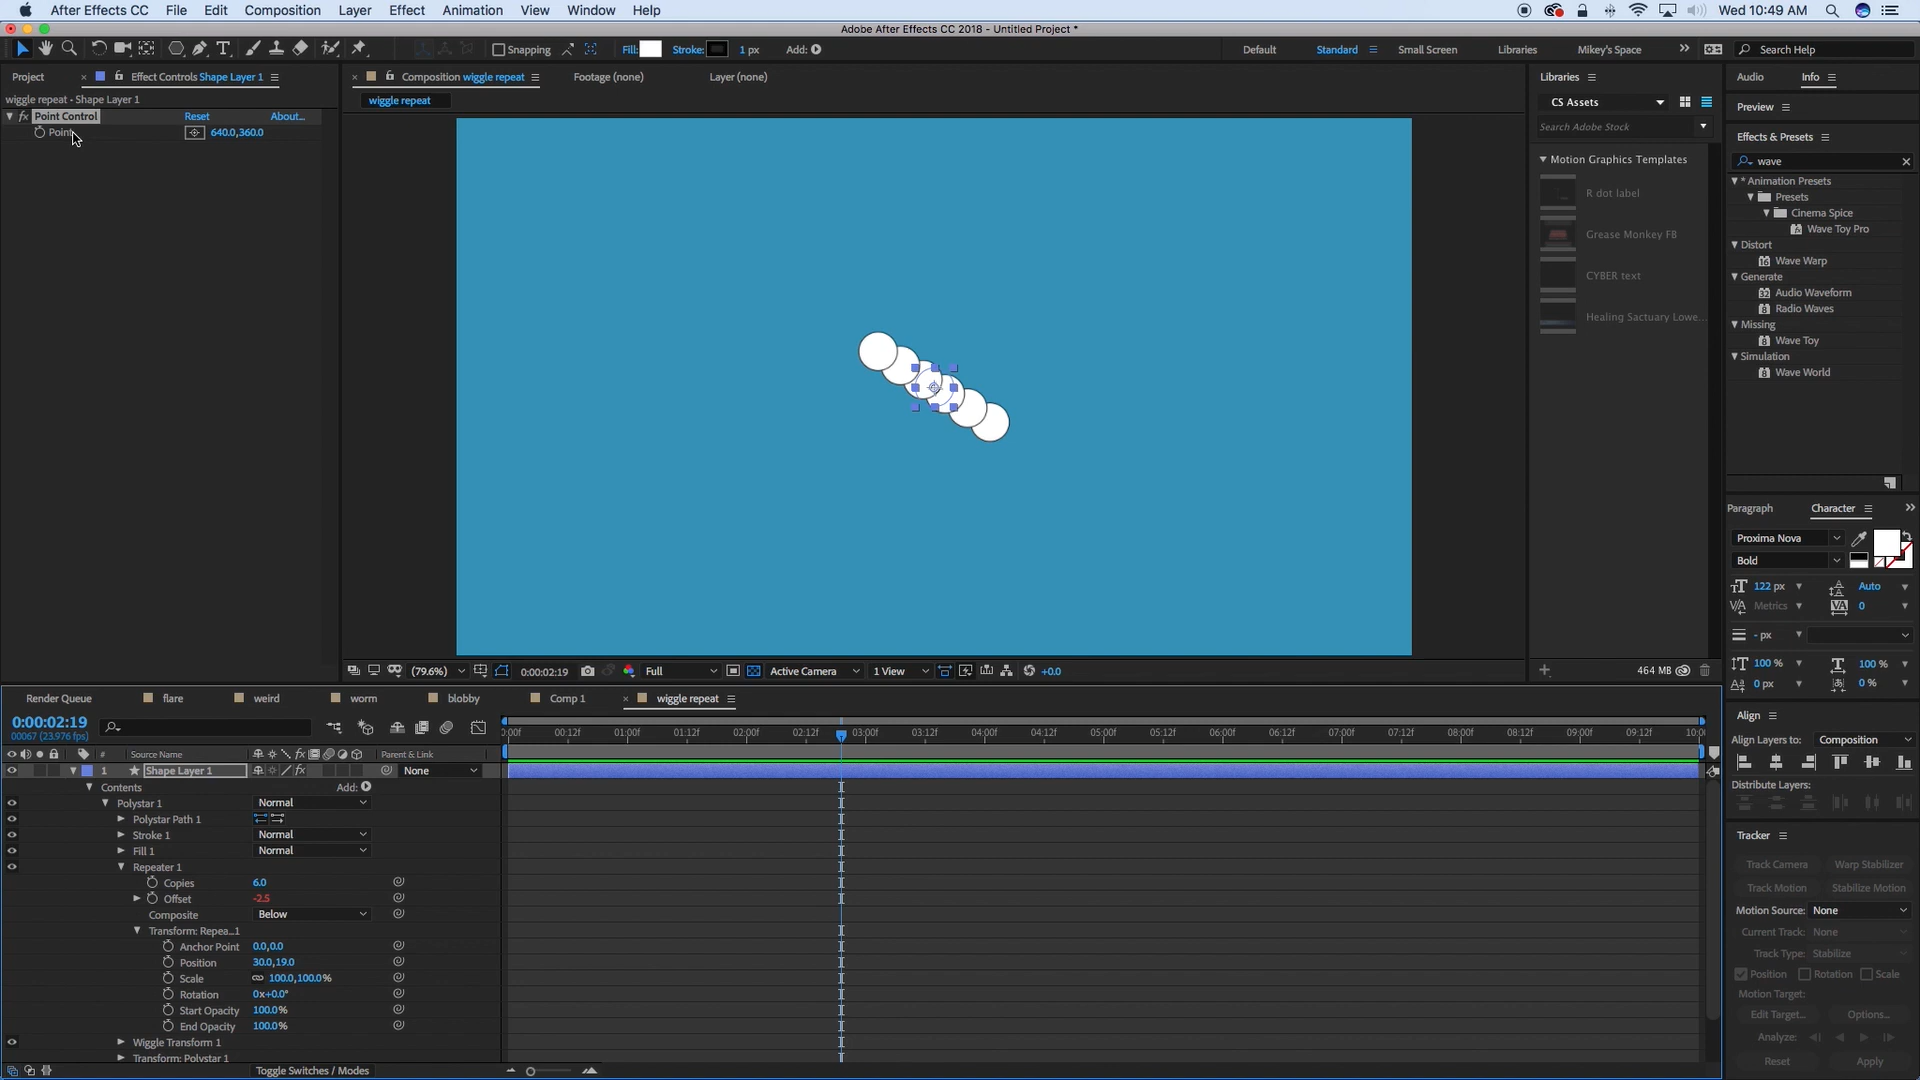 After Effects CC File Edit Composition Layer Effect Animation View Window Help Wed 10:49 AM
Adobe After Effects CC 2018 - Untitled Project *
Snapping Fill: Stroke: 1 px Add: Default Standard Small Screen Libraries Mikey's Space Search Help
Project Effect Controls Shape Layer 1 Composition wiggle repeat Footage (none) Layer (none) Libraries Audio Info
wiggle repeat • Shape Layer 1 wiggle repeat CS Assets Preview
Point Control Reset About...
Point 640.0,360.0
Search Adobe Stock
Effects & Presets
wave
Motion Graphics Templates
R dot label
Grease Monkey FB
CYBER text
Healing Sactuary Lowe...
* Animation Presets
Presets
Cinema Spice
Wave Toy Pro
Distort
Wave Warp
Generate
Audio Waveform
Radio Waves
Missing
Wave Toy
Simulation
Wave World
Paragraph Character
Proxima Nova
Bold
122 px Auto
Metrics 0
- px
100 % 100 %
0 px 0 %
(79.6%) 0:00:02:19 Full Active Camera 1 View +0.0 464 MB
Render Queue flare weird worm blobby Comp 1 wiggle repeat
0:00:02:19
00067 (23.976 fps)
:00f 00:12f 01:00f 01:12f 02:00f 02:12f 03:00f 03:12f 04:00f 04:12f 05:00f 05:12f 06:00f 06:12f 07:00f 07:12f 08:00f 08:12f 09:00f 09:12f 10:0
# Source Name Parent & Link
1 Shape Layer 1 None
Contents Add:
Polystar 1 Normal
Polystar Path 1
Stroke 1 Normal
Fill 1 Normal
Repeater 1
Copies 6.0
Offset -2.5
Composite Below
Transform: Repea...1
Anchor Point 0.0,0.0
Position 30.0,19.0
Scale 100.0,100.0%
Rotation 0x+0.0°
Start Opacity 100.0%
End Opacity 100.0%
Wiggle Transform 1
Transform: Polystar 1
Toggle Switches / Modes
Align
Align Layers to: Composition
Distribute Layers:
Tracker
Track Camera Warp Stabilizer
Track Motion Stabilize Motion
Motion Source: None
Current Track: None
Track Type: Stabilize
Position Rotation Scale
Motion Target:
Edit Target... Options...
Analyze:
Reset Apply